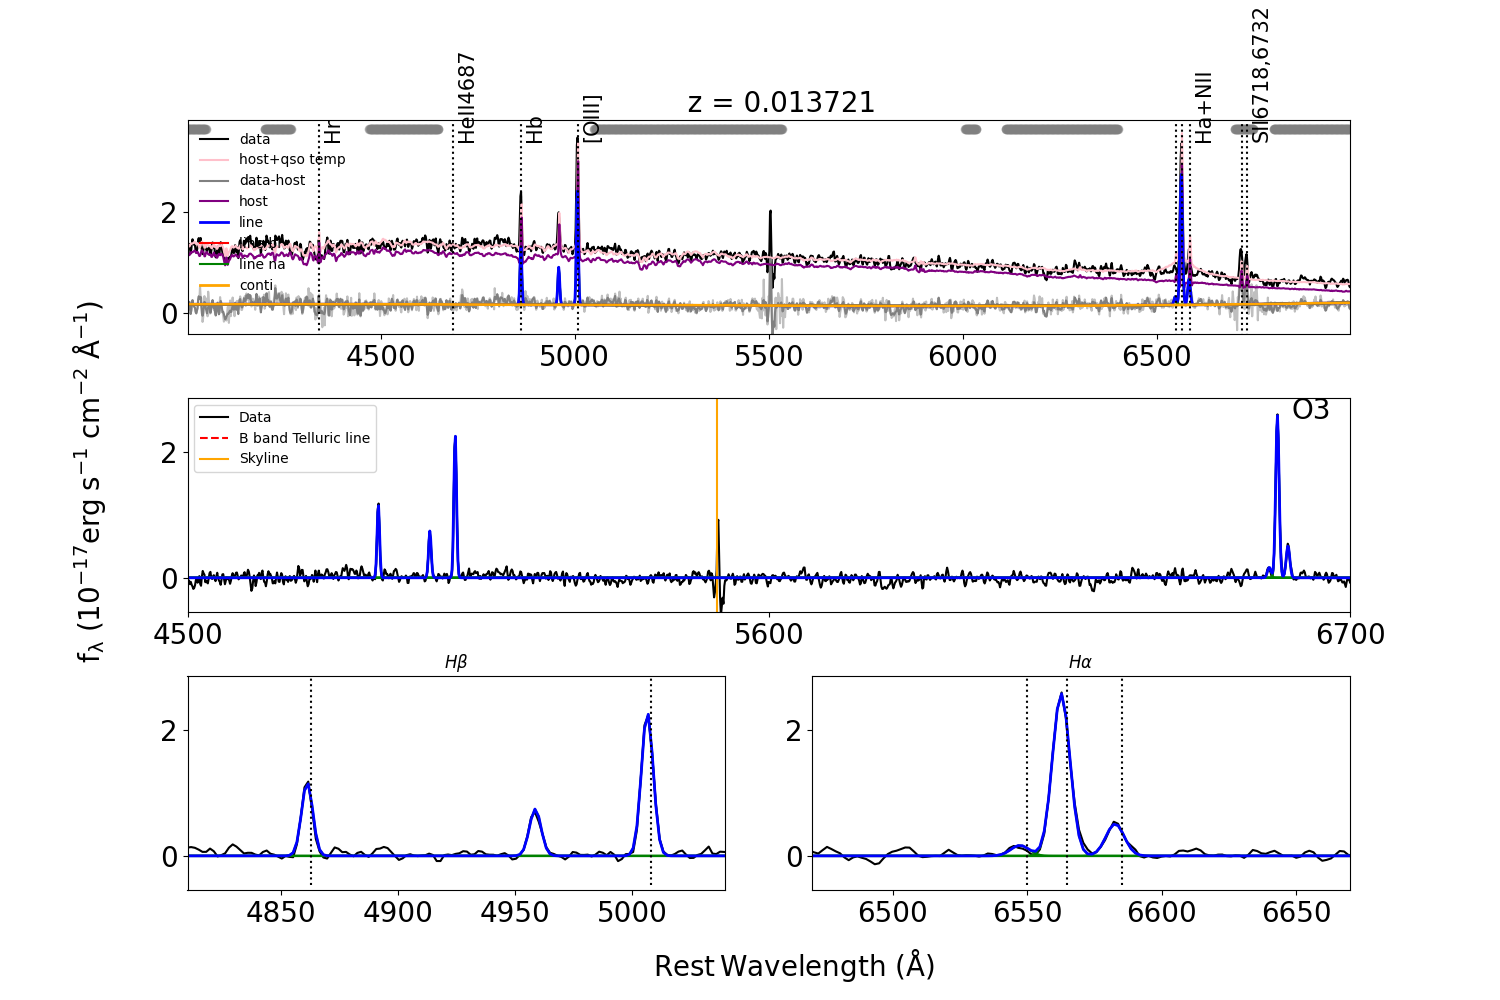 z = 0.013721
Hr
HeII4687
Hb
[OIII]
Ha+NII
SII6718,6732
data
host+qso temp
data-host
host
line
line na
conti
2
0
4500 5000 5500 6000 6500
f_λ (10^{-17}erg s^{-1} cm^{-2} Å^{-1})
Data
B band Telluric line
Skyline
O3
2
0
4500 5600 6700
Hβ
2
0
4850 4900 4950 5000
Hα
2
0
6500 6550 6600 6650
Rest Wavelength (Å)